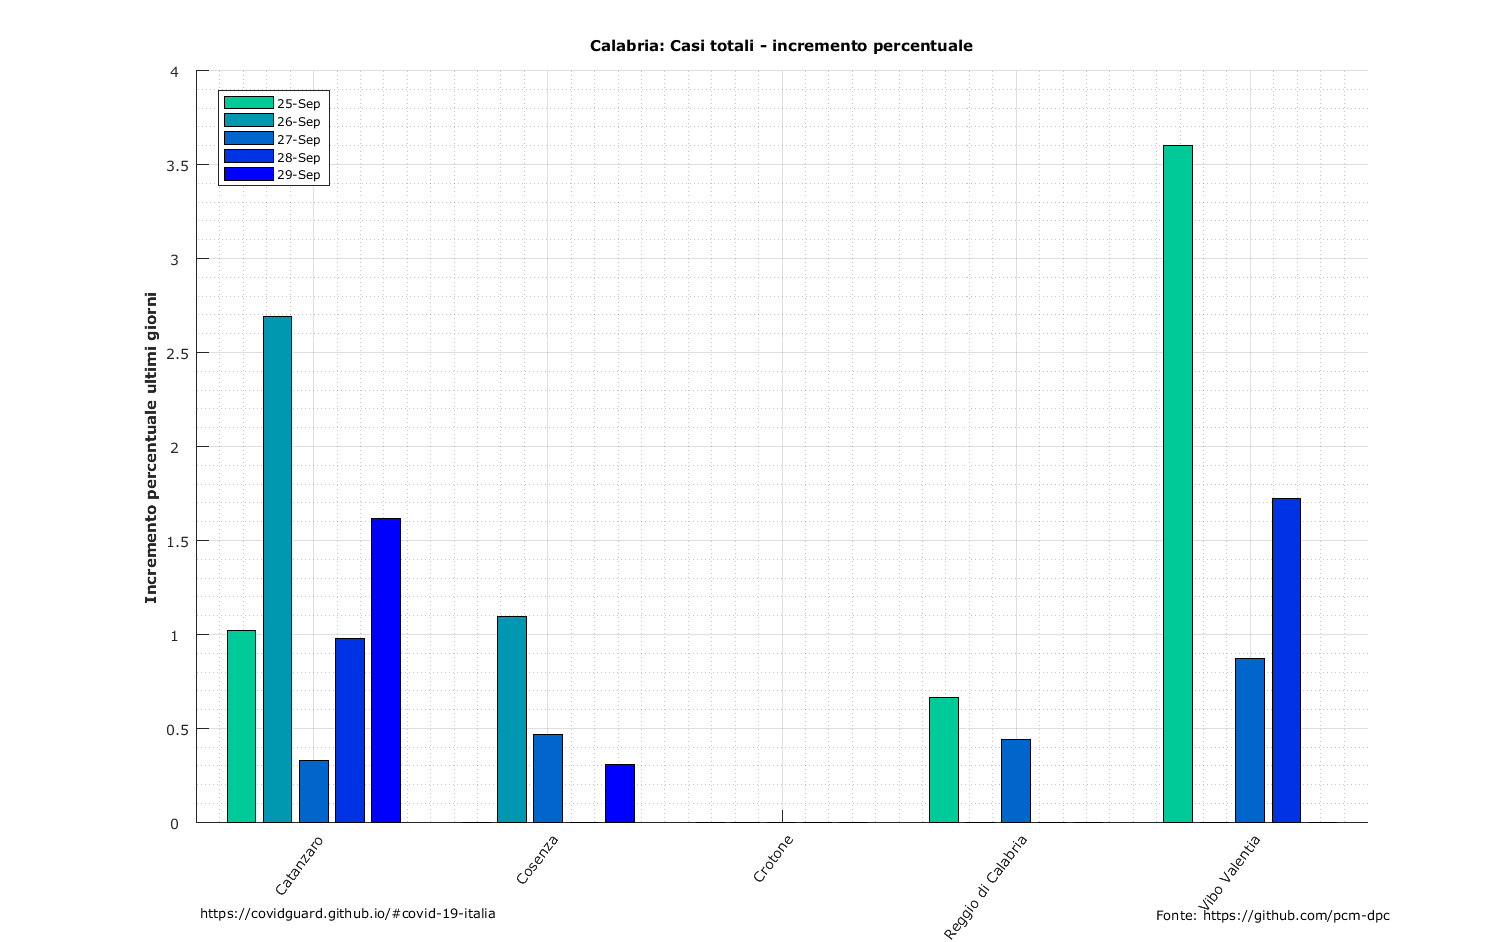 Calabria: Casi totali - incremento percentuale
4
3.5
3
2.5
2
1.5
1
0.5
0
25-Sep
26-Sep
27-Sep
28-Sep
29-Sep
Incremento percentuale ultimi giorni
Catanzaro
Cosenza
Crotone
Reggio di Calabria
Vibo Valentia
https://covidguard.github.io/#covid-19-italia
Fonte: https://github.com/pcm-dpc